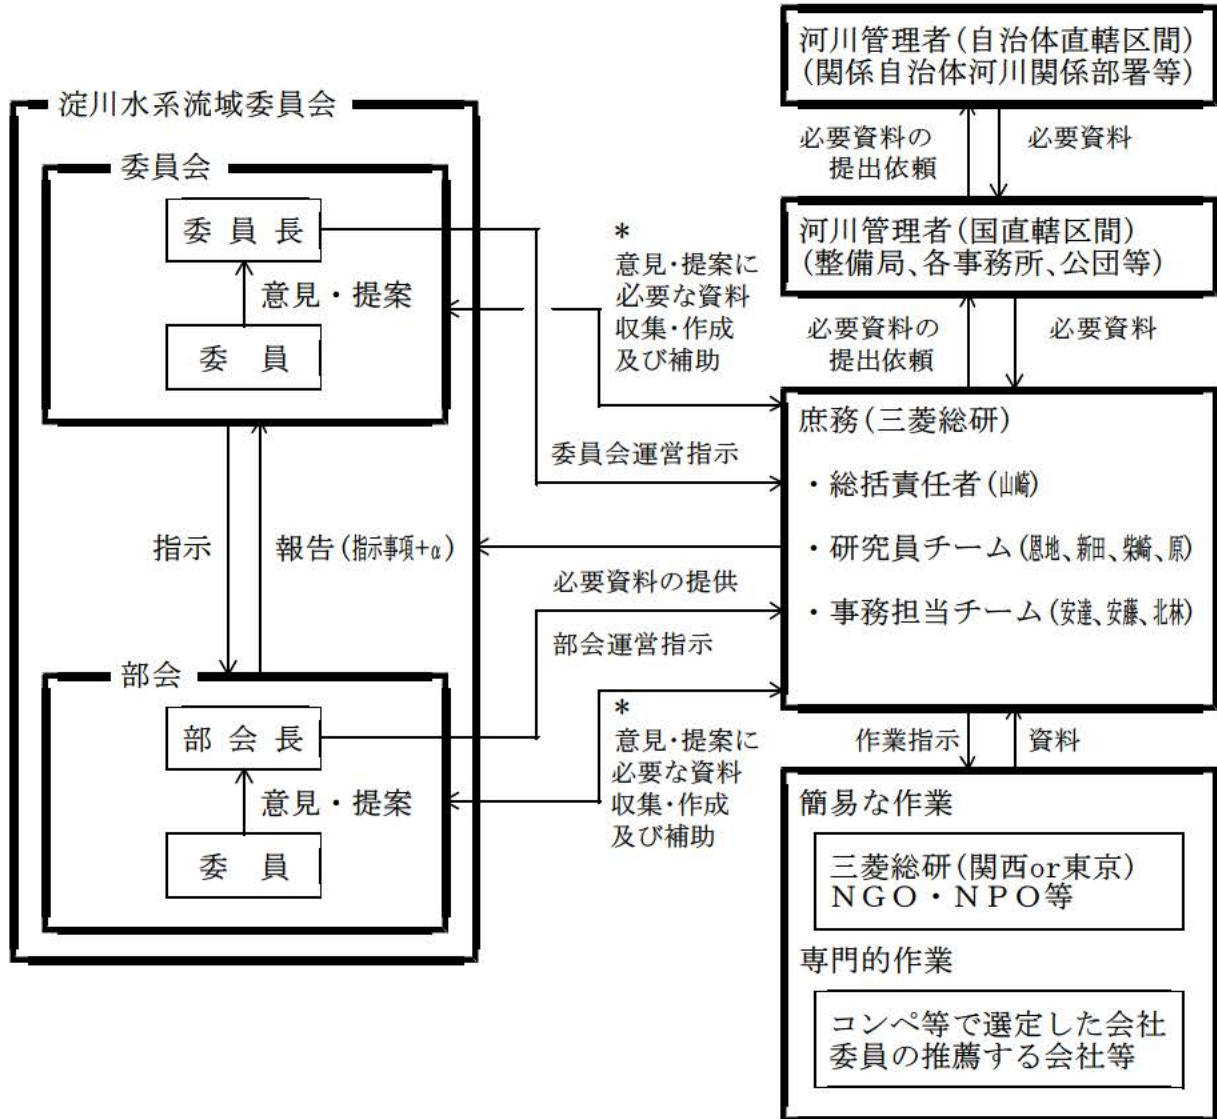 淀川水系流域委員会
委員会
委員長
意見・提案
委　員
指示
報告(指示事項+α)
部会
部会長
意見・提案
委　員
*
意見・提案に
必要な資料
収集・作成
及び補助
委員会運営指示
必要資料の提供
部会運営指示
*
意見・提案に
必要な資料
収集・作成
及び補助
河川管理者(自治体直轄区間)
(関係自治体河川関係部署等)
必要資料の
提出依頼
必要資料
河川管理者(国直轄区間)
(整備局、各事務所、公団等)
必要資料の
提出依頼
必要資料
庶務(三菱総研)
・総括責任者(山崎)
・研究員チーム(恩地、新田、柴崎、原)
・事務担当チーム(安達、安藤、北林)
作業指示
資料
簡易な作業
三菱総研(関西or東京)
ＮＧＯ・ＮＰＯ等
専門的作業
コンペ等で選定した会社
委員の推薦する会社等